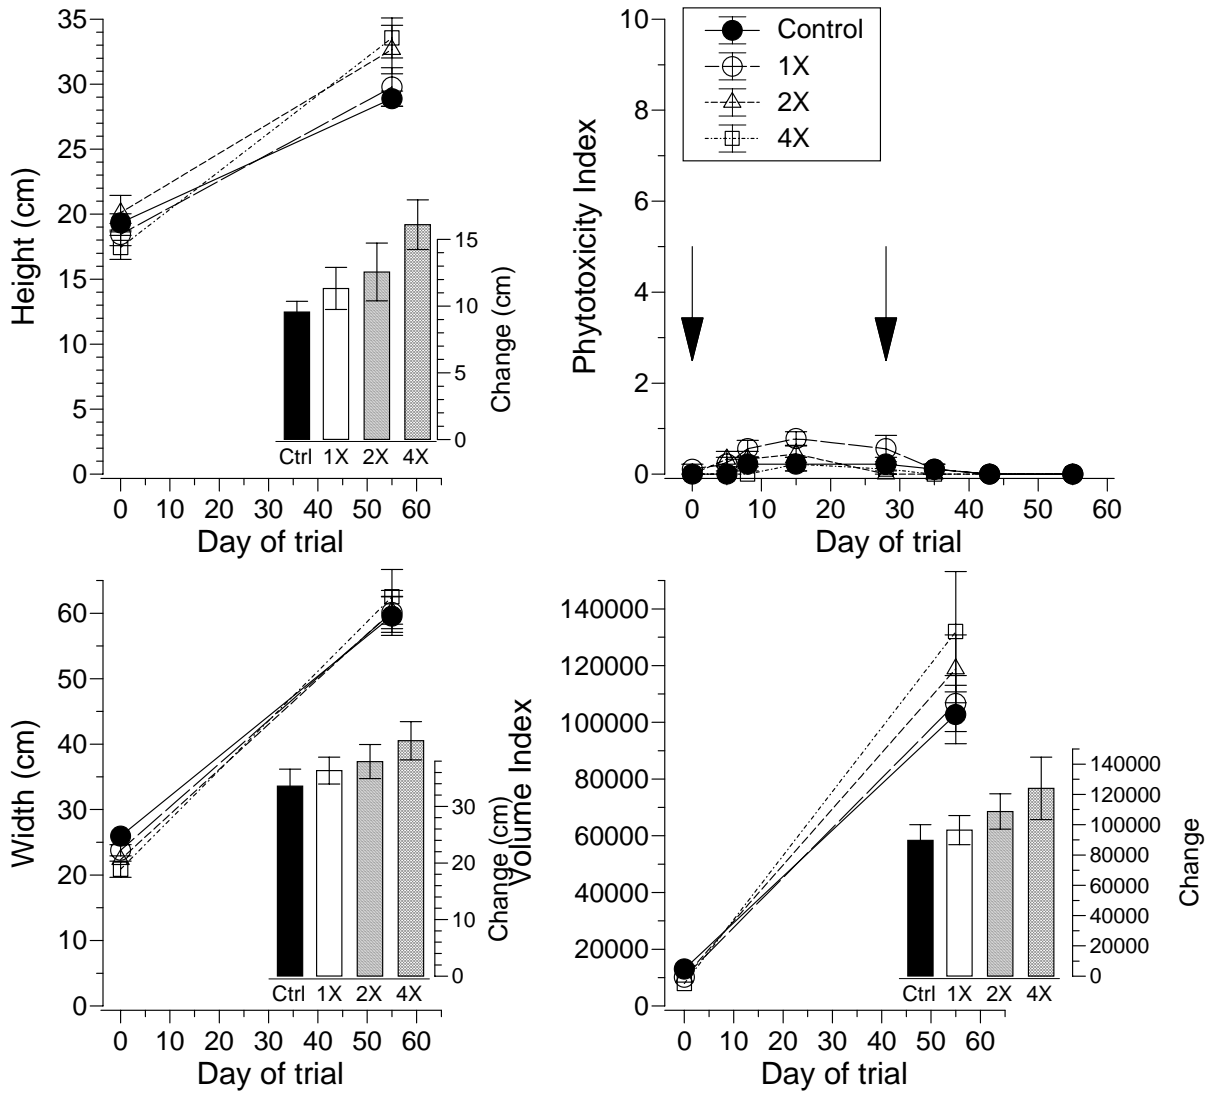 35
30
25
20
15
10
5
0
Height (cm)
0 10 20 30 40 50 60
Day of trial
15
10
5
0
Change (cm)
Ctrl 1X 2X 4X
10
8
6
4
2
0
Phytotoxicity Index
Control
1X
2X
4X
0 10 20 30 40 50 60
Day of trial
60
50
40
30
20
10
0
Width (cm)
0 10 20 30 40 50 60
Day of trial
30
20
10
0
Change (cm)
Ctrl 1X 2X 4X
140000
120000
100000
80000
60000
40000
20000
0
Volume Index
0 10 20 30 40 50 60
Day of trial
140000
120000
100000
80000
60000
40000
20000
0
Change
Ctrl 1X 2X 4X